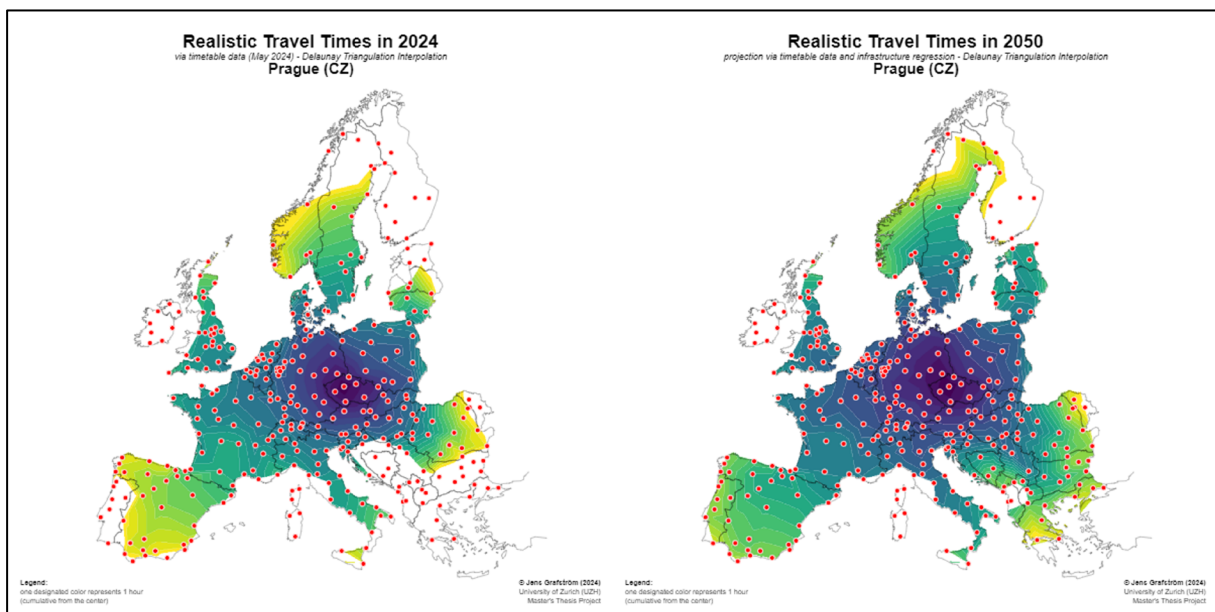 Realistic Travel Times in 2024
via timetable data (May 2024) - Delaunay Triangulation Interpolation
Prague (CZ)
Legend:
one designated color represents 1 hour
(cumulative from the center)
© Jens Grafström (2024)
University of Zurich (UZH)
Master's Thesis Project
Realistic Travel Times in 2050
projection via timetable data and infrastructure regression - Delaunay Triangulation Interpolation
Prague (CZ)
Legend:
one designated color represents 1 hour
(cumulative from the center)
© Jens Grafström (2024)
University of Zurich (UZH)
Master's Thesis Project